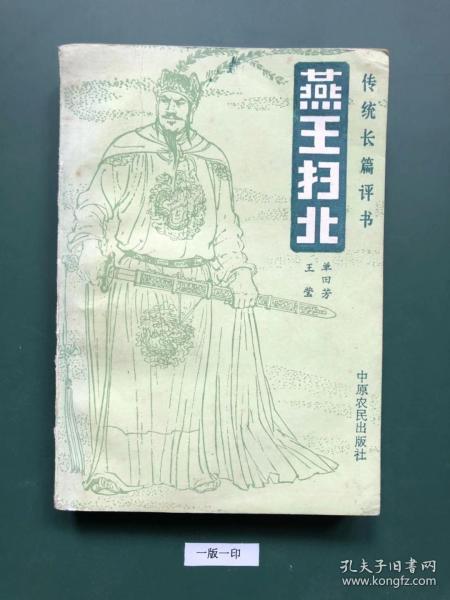 传统长篇评书
燕王扫北
单田芳
王莹
中原农民出版社
一版一印
孔夫子旧书网
www.kongfz.com